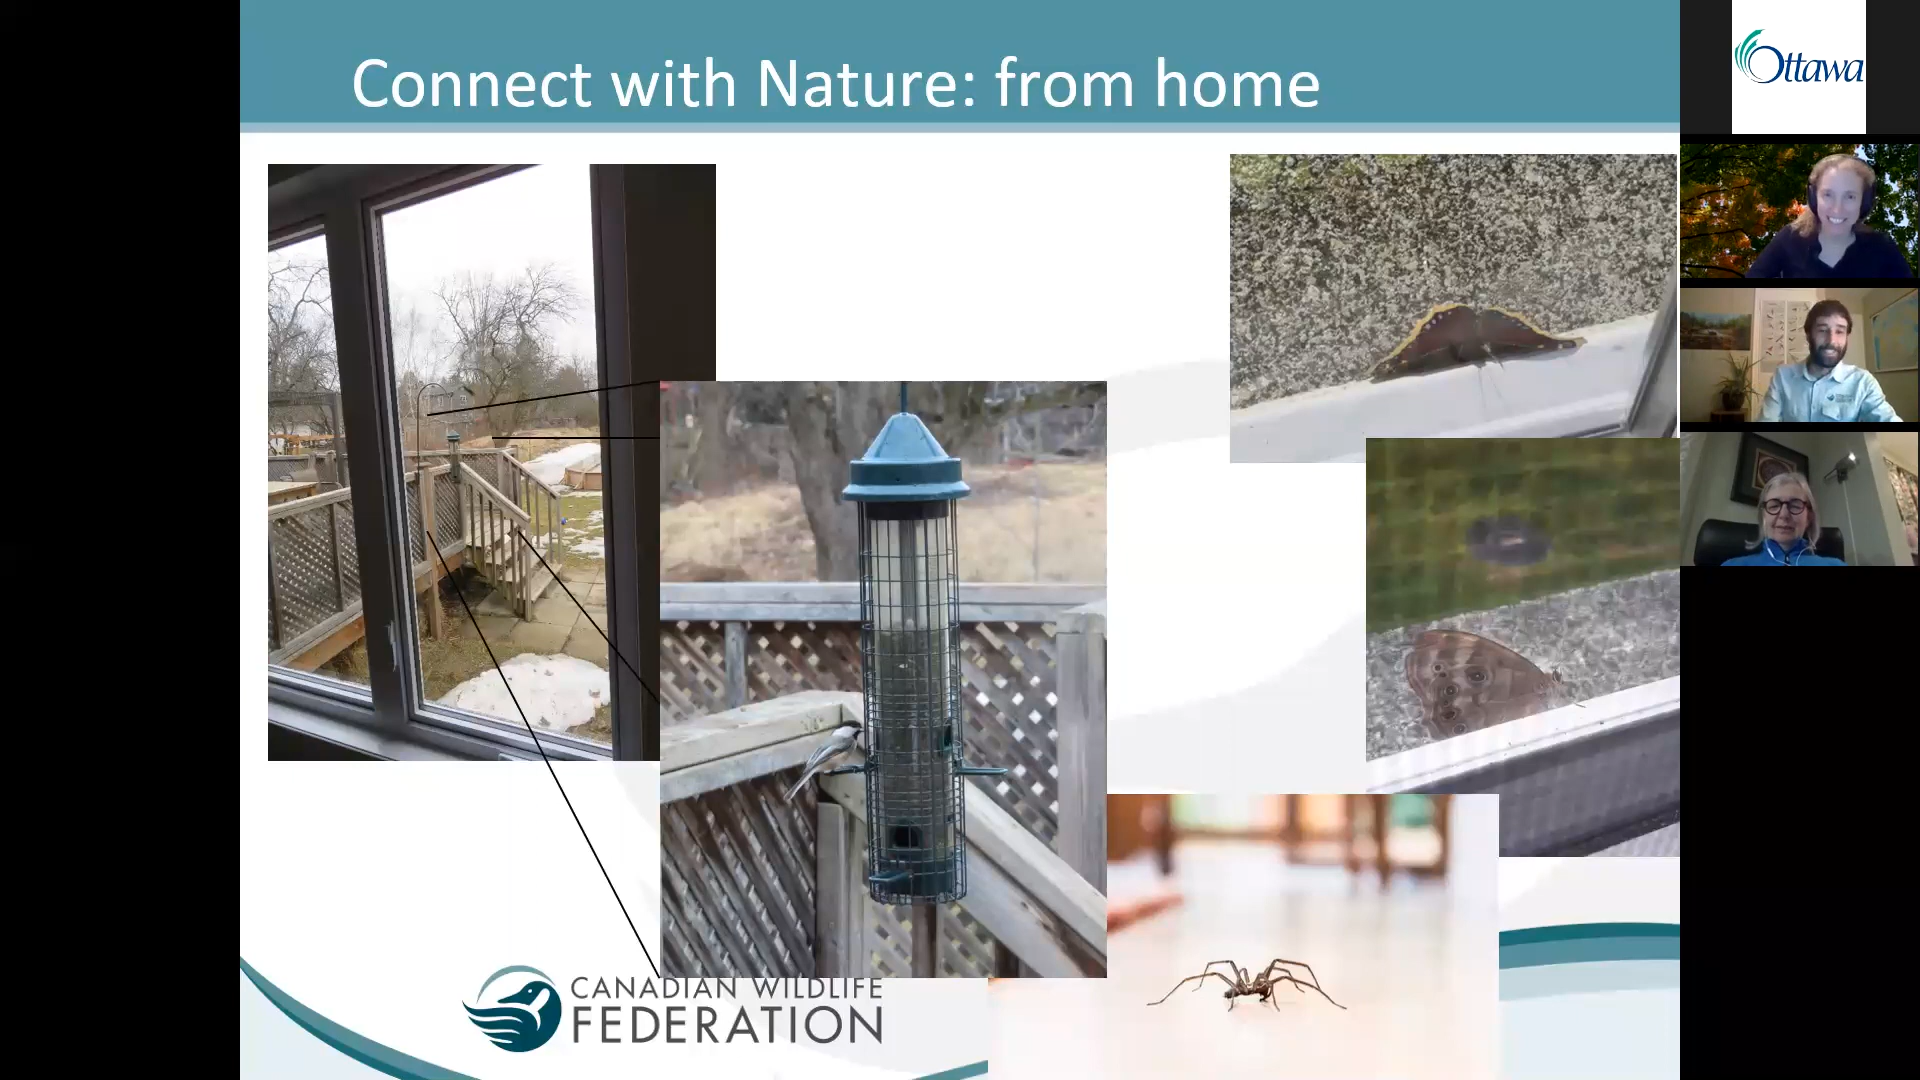 Connect with Nature: from home
Ottawa
CANADIAN WILDLIFE
FEDERATION